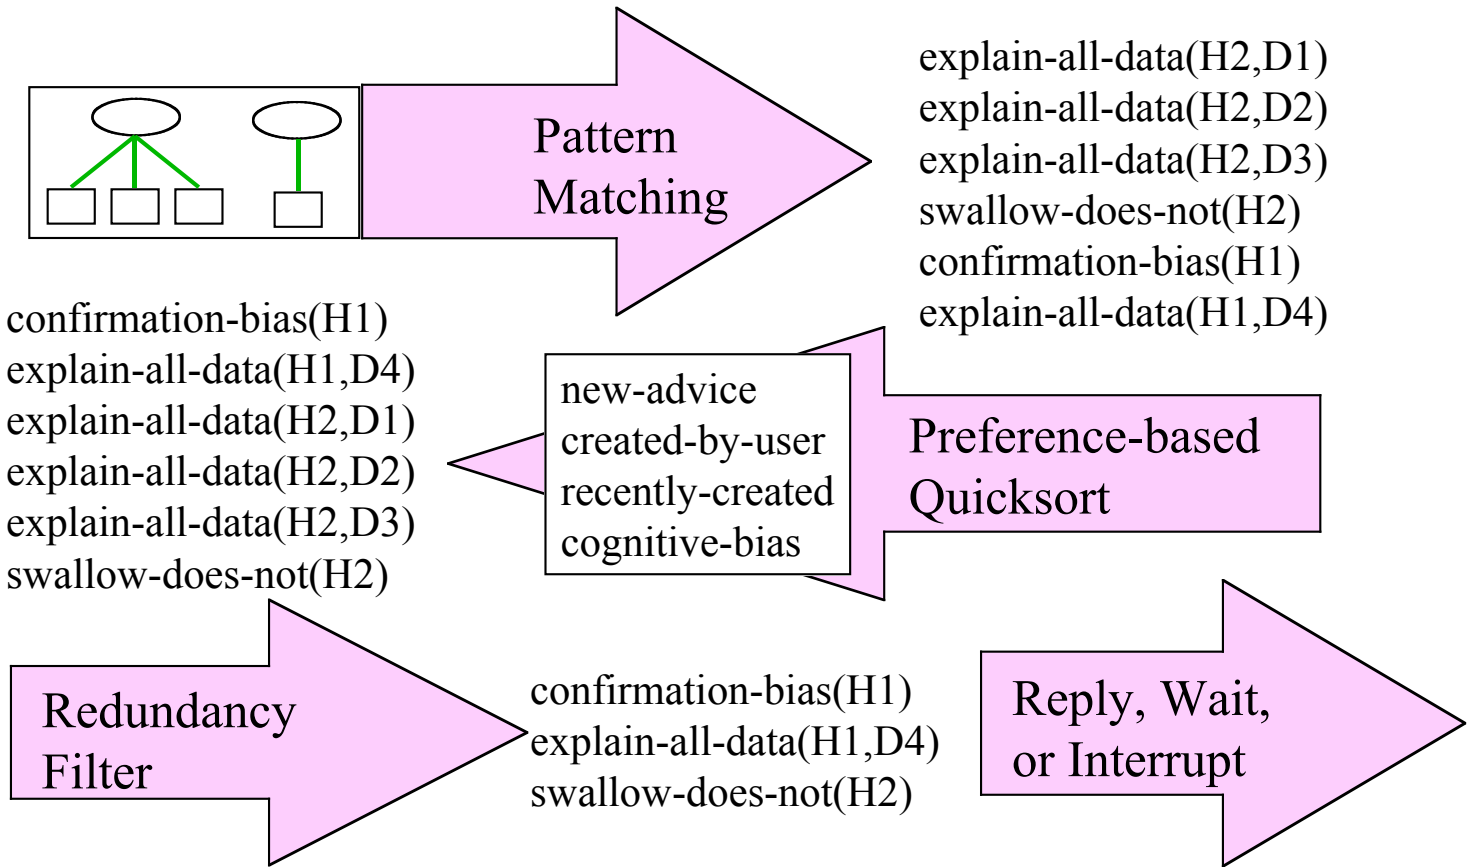 Pattern
Matching
explain-all-data(H2,D1)
explain-all-data(H2,D2)
explain-all-data(H2,D3)
swallow-does-not(H2)
confirmation-bias(H1)
explain-all-data(H1,D4)
Preference-based
Quicksort
new-advice
created-by-user
recently-created
cognitive-bias
confirmation-bias(H1)
explain-all-data(H1,D4)
explain-all-data(H2,D1)
explain-all-data(H2,D2)
explain-all-data(H2,D3)
swallow-does-not(H2)
Redundancy
Filter
confirmation-bias(H1)
explain-all-data(H1,D4)
swallow-does-not(H2)
Reply, Wait,
or Interrupt